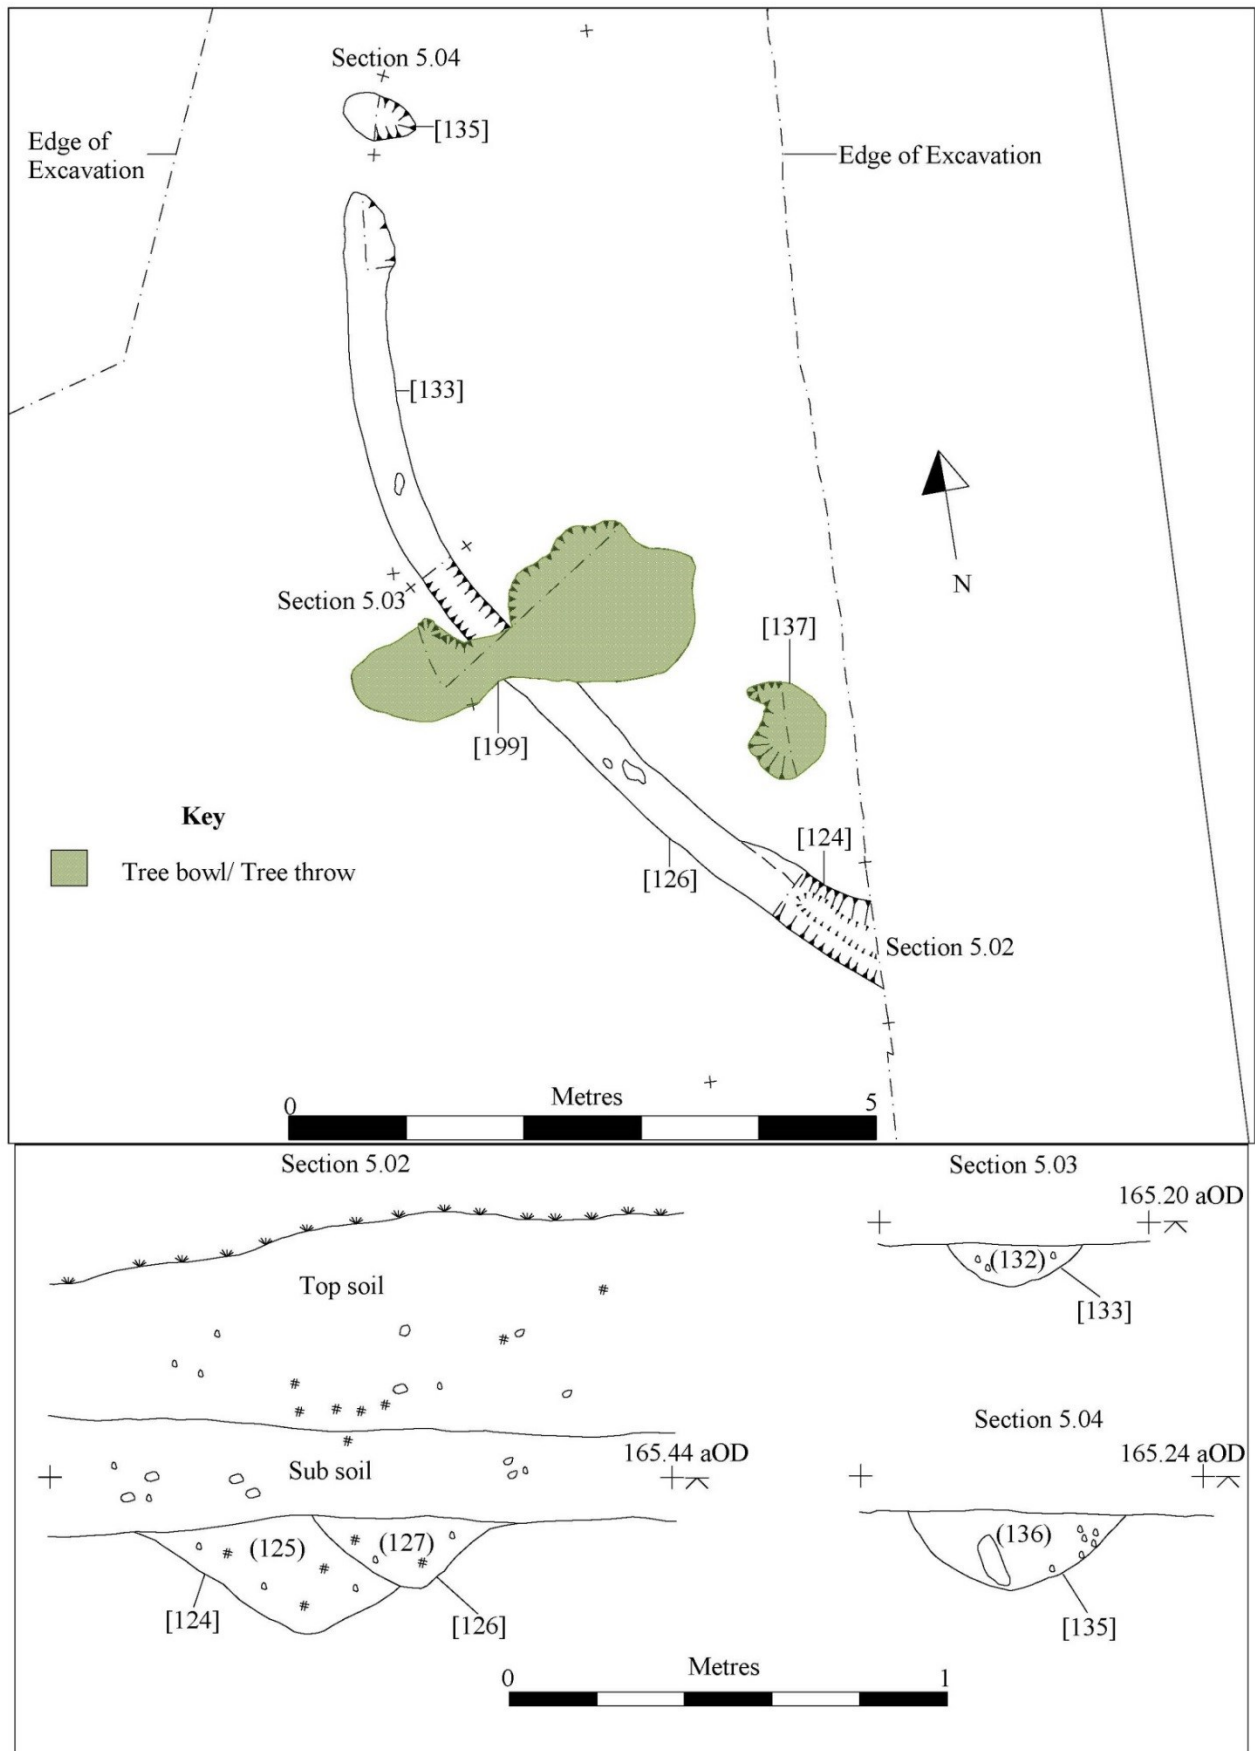 Section 5.04
[135]
Edge of
Excavation
Edge of Excavation
[133]
N
Section 5.03
[137]
[199]
Key
Tree bowl/ Tree throw
[124]
[126]
Section 5.02
0 Metres 5
Section 5.02
Top soil
Sub soil
165.44 aOD
(125)
(127)
[124]
[126]
Section 5.03
165.20 aOD
(132)
[133]
Section 5.04
165.24 aOD
(136)
[135]
0 Metres 1